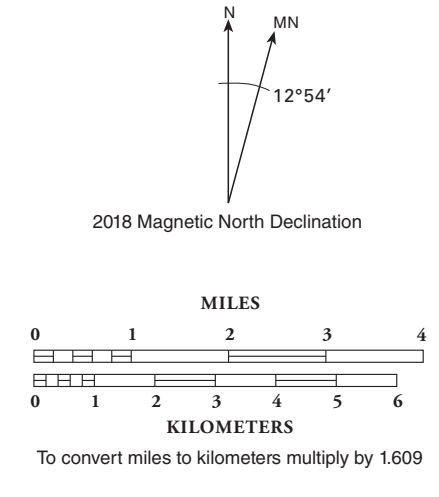 N
MN
12°54′
2018 Magnetic North Declination
MILES
0 1 2 3 4
0 1 2 3 4 5 6
KILOMETERS
To convert miles to kilometers multiply by 1.609